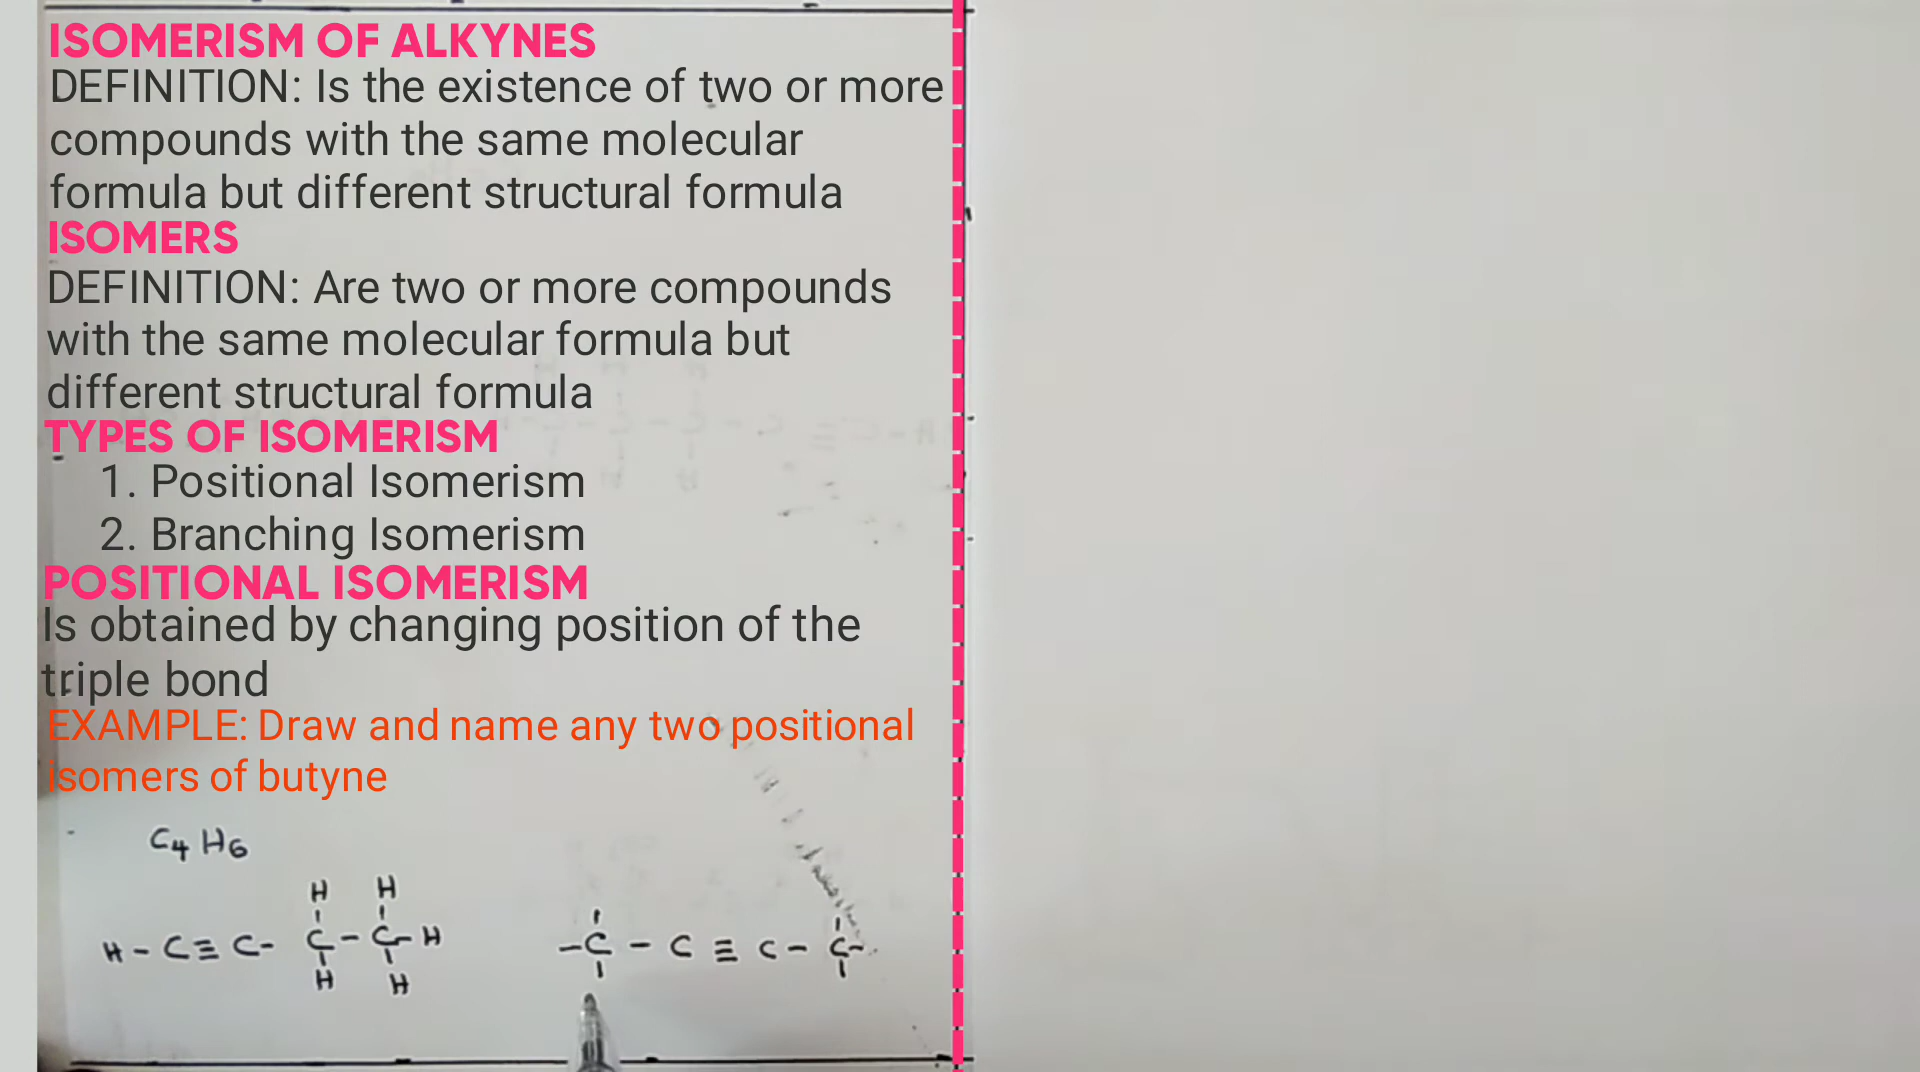 ISOMERISM OF ALKYNES
DEFINITION: Is the existence of two or more
compounds with the same molecular
formula but different structural formula
ISOMERS
DEFINITION: Are two or more compounds
with the same molecular formula but
different structural formula
TYPES OF ISOMERISM
1. Positional Isomerism
2. Branching Isomerism
POSITIONAL ISOMERISM
Is obtained by changing position of the
triple bond
EXAMPLE: Draw and name any two positional
isomers of butyne
C₄H₆
H H
H - C ≡ C - C - C - H
H H
- C - C ≡ C - C -